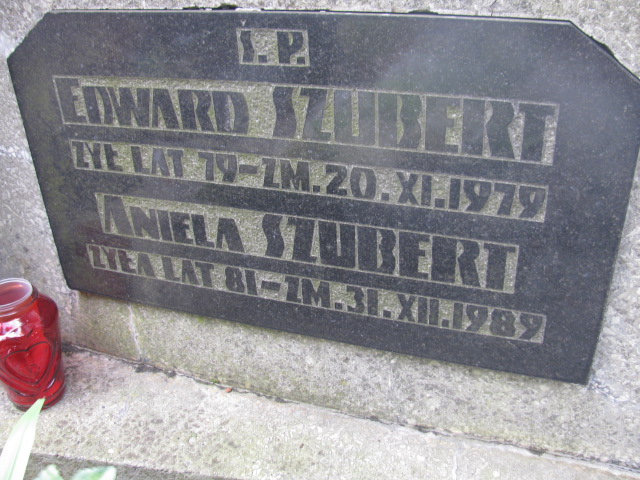 Ś. P.
EDWARD SZUBERT
ŻYŁ LAT 79-ZM. 20. XI. 1979
ANIELA SZUBERT
ŻYŁA LAT 81-ZM. 31. XII. 1989